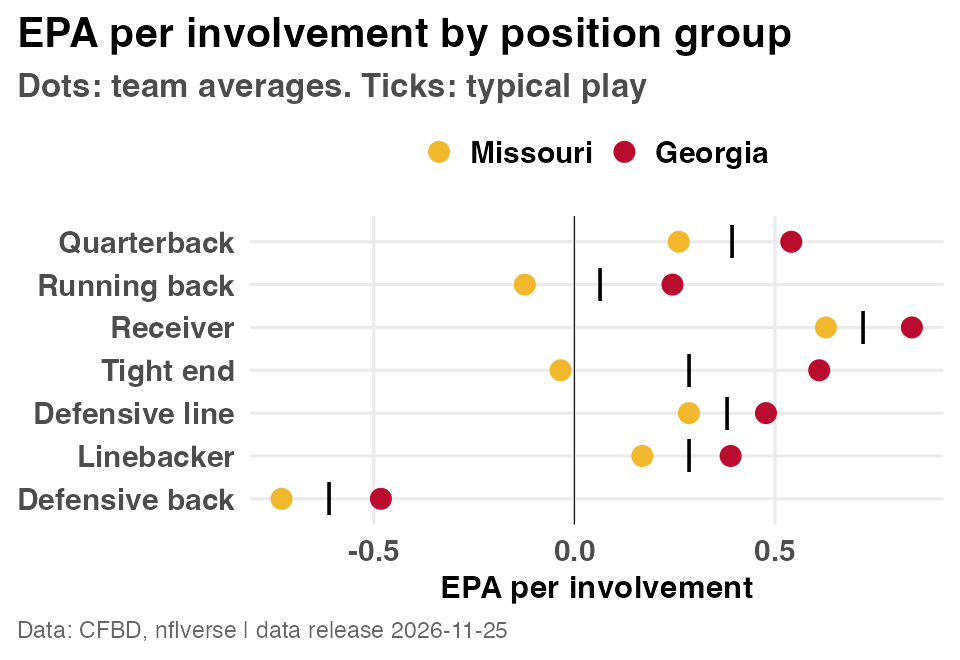 EPA per involvement by position group
Dots: team averages. Ticks: typical play
Missouri Georgia
Quarterback
Running back
Receiver
Tight end
Defensive line
Linebacker
Defensive back
-0.5 0.0 0.5
EPA per involvement
Data: CFBD, nflverse | data release 2026-11-25